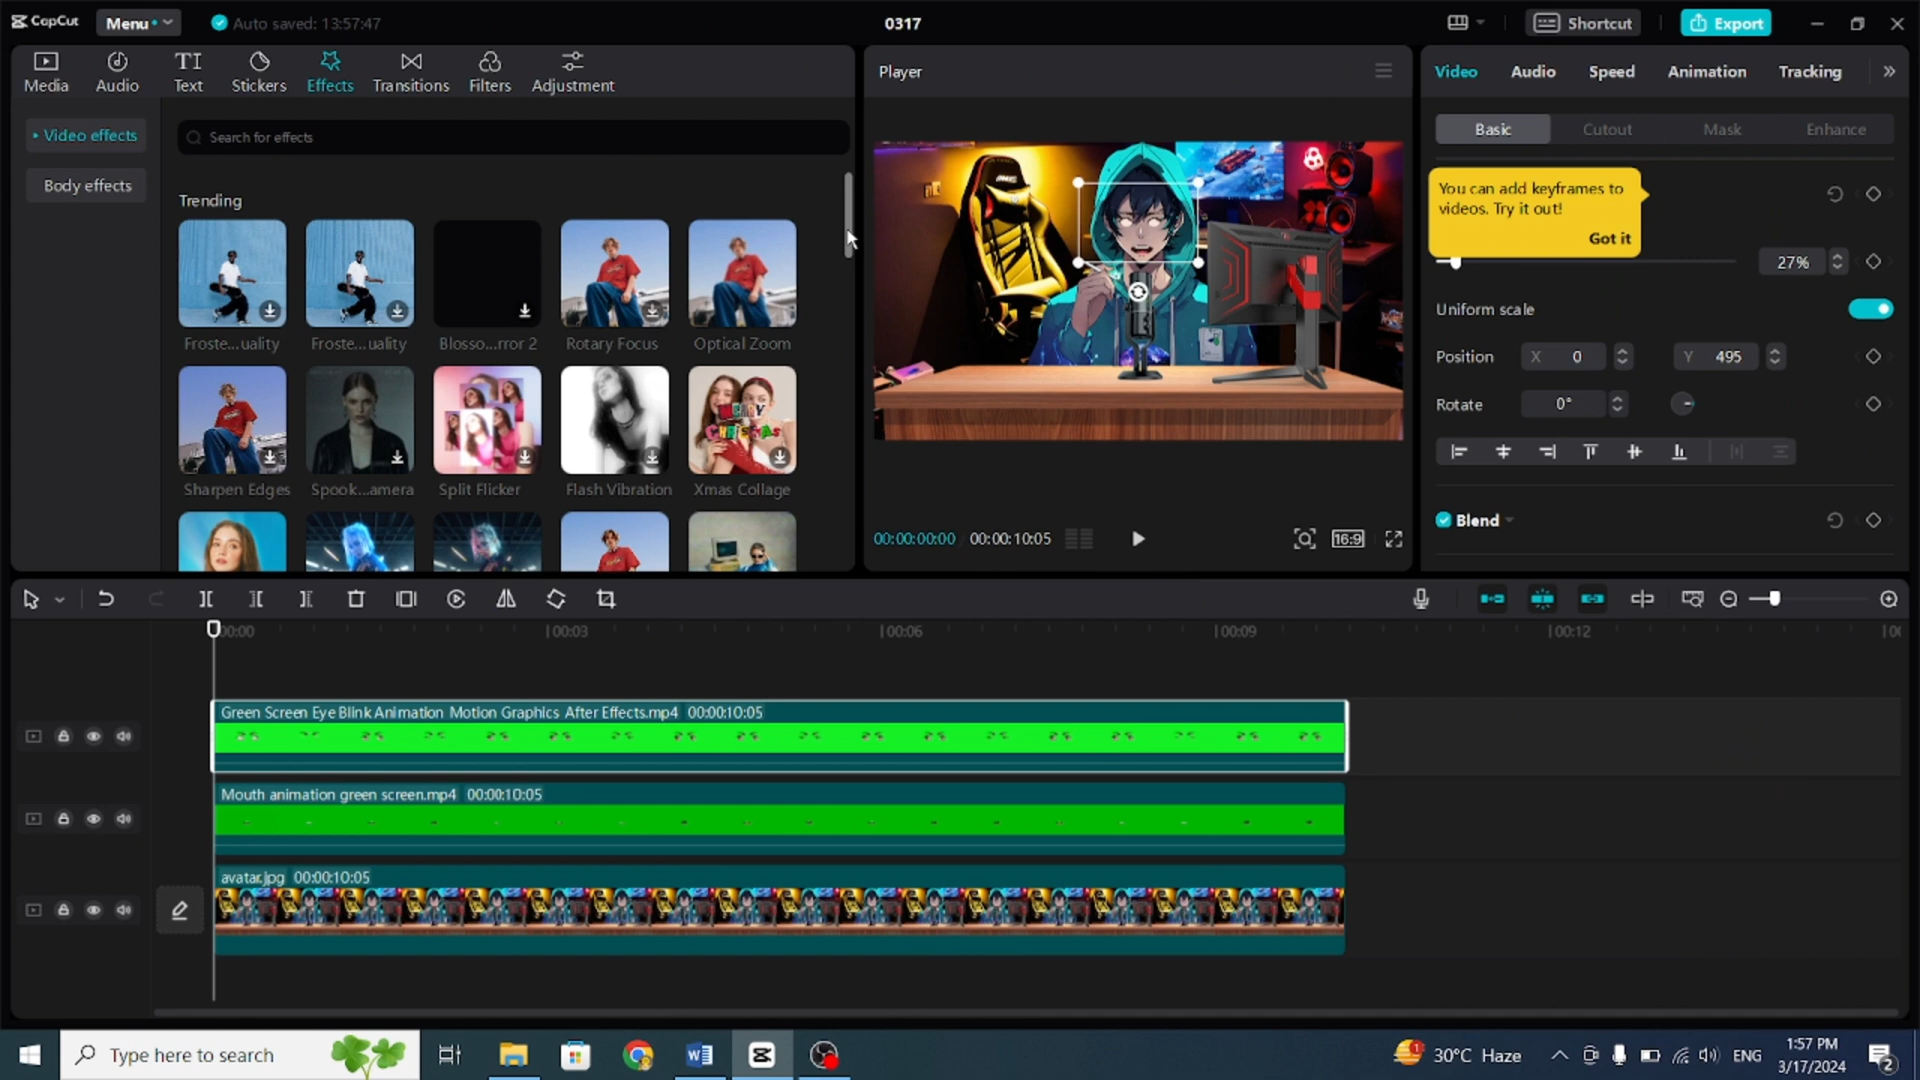 CapCut
Menu
Auto saved: 13:57:47
0317
Shortcut
Export
Media
Audio
Text
Stickers
Effects
Transitions
Filters
Adjustment
Video effects
Body effects
Search for effects
Trending
Froste...uality
Froste...uality
Blosso...rror 2
Rotary Focus
Optical Zoom
MERRY
CHRISTMAS
Sharpen Edges
Spook...amera
Split Flicker
Flash Vibration
Xmas Collage
Player
00:00:00:00
00:00:10:05
16:9
Video
Audio
Speed
Animation
Tracking
Basic
Cutout
Mask
Enhance
You can add keyframes to
videos. Try it out!
Got it
27%
Uniform scale
Position
X 0
Y 495
Rotate
0°
Blend
00:00
00:03
00:06
00:09
00:12
Green Screen Eye Blink Animation Motion Graphics After Effects.mp4 00:00:10:05
Mouth animation green screen.mp4 00:00:10:05
avatar.jpg 00:00:10:05
Type here to search
1
30°C Haze
ENG
1:57 PM
3/17/2024
2